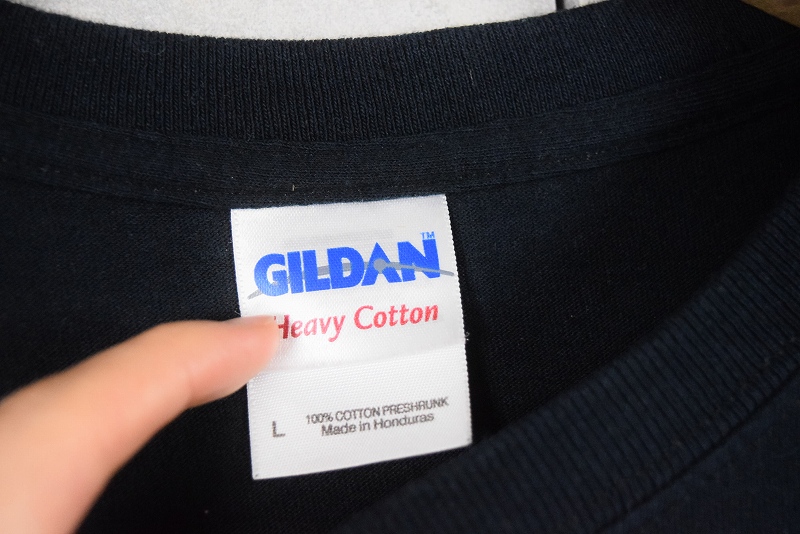 GILDAN™
Heavy Cotton
L
100% COTTON PRESHRUNK
Made in Honduras